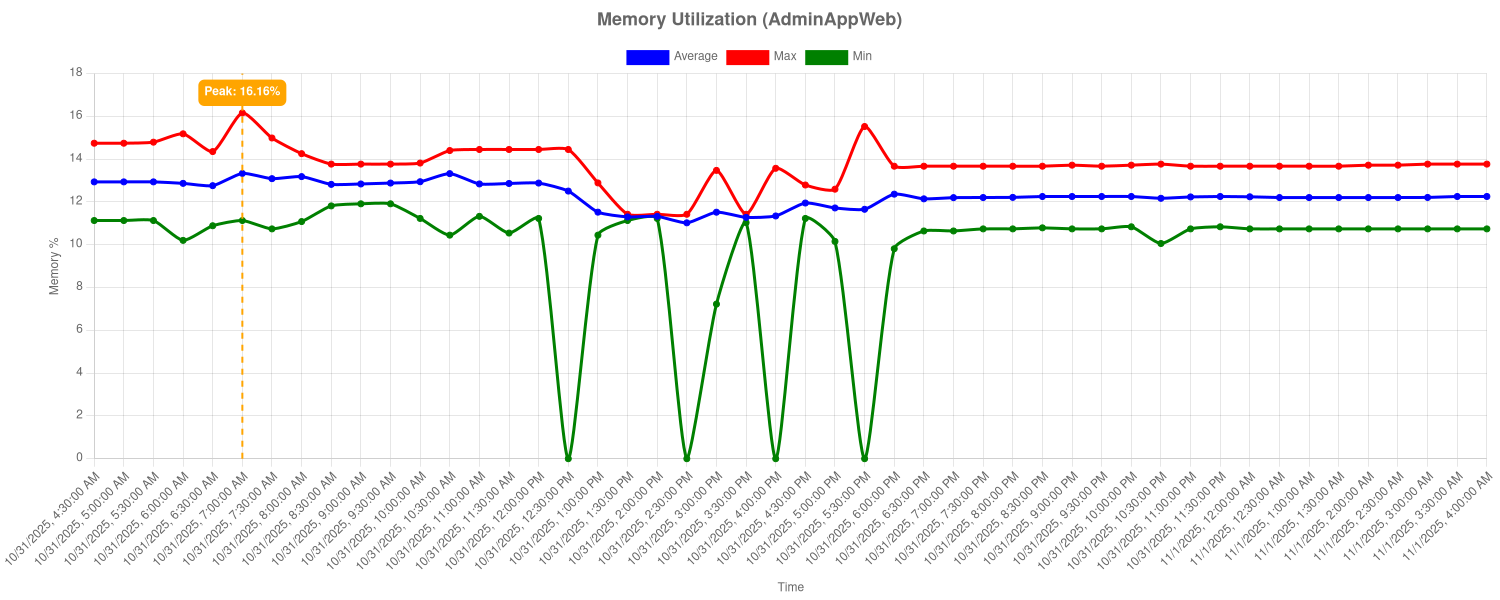 Memory Utilization (AdminAppWeb)
Average Max Min
Peak: 16.16%
18
16
14
12
10
8
6
4
2
0
Memory %
10/31/2025, 4:30:00 AM
10/31/2025, 5:00:00 AM
10/31/2025, 5:30:00 AM
10/31/2025, 6:00:00 AM
10/31/2025, 6:30:00 AM
10/31/2025, 7:00:00 AM
10/31/2025, 7:30:00 AM
10/31/2025, 8:00:00 AM
10/31/2025, 8:30:00 AM
10/31/2025, 9:00:00 AM
10/31/2025, 9:30:00 AM
10/31/2025, 10:00:00 AM
10/31/2025, 10:30:00 AM
10/31/2025, 11:00:00 AM
10/31/2025, 11:30:00 AM
10/31/2025, 12:00:00 PM
10/31/2025, 12:30:00 PM
10/31/2025, 1:00:00 PM
10/31/2025, 1:30:00 PM
10/31/2025, 2:00:00 PM
10/31/2025, 2:30:00 PM
10/31/2025, 3:00:00 PM
10/31/2025, 3:30:00 PM
10/31/2025, 4:00:00 PM
10/31/2025, 4:30:00 PM
10/31/2025, 5:00:00 PM
10/31/2025, 5:30:00 PM
10/31/2025, 6:00:00 PM
10/31/2025, 6:30:00 PM
10/31/2025, 7:00:00 PM
10/31/2025, 7:30:00 PM
10/31/2025, 8:00:00 PM
10/31/2025, 8:30:00 PM
10/31/2025, 9:00:00 PM
10/31/2025, 9:30:00 PM
10/31/2025, 10:00:00 PM
10/31/2025, 10:30:00 PM
10/31/2025, 11:00:00 PM
10/31/2025, 11:30:00 PM
11/1/2025, 12:00:00 AM
11/1/2025, 12:30:00 AM
11/1/2025, 1:00:00 AM
11/1/2025, 1:30:00 AM
11/1/2025, 2:00:00 AM
11/1/2025, 2:30:00 AM
11/1/2025, 3:00:00 AM
11/1/2025, 3:30:00 AM
11/1/2025, 4:00:00 AM
Time